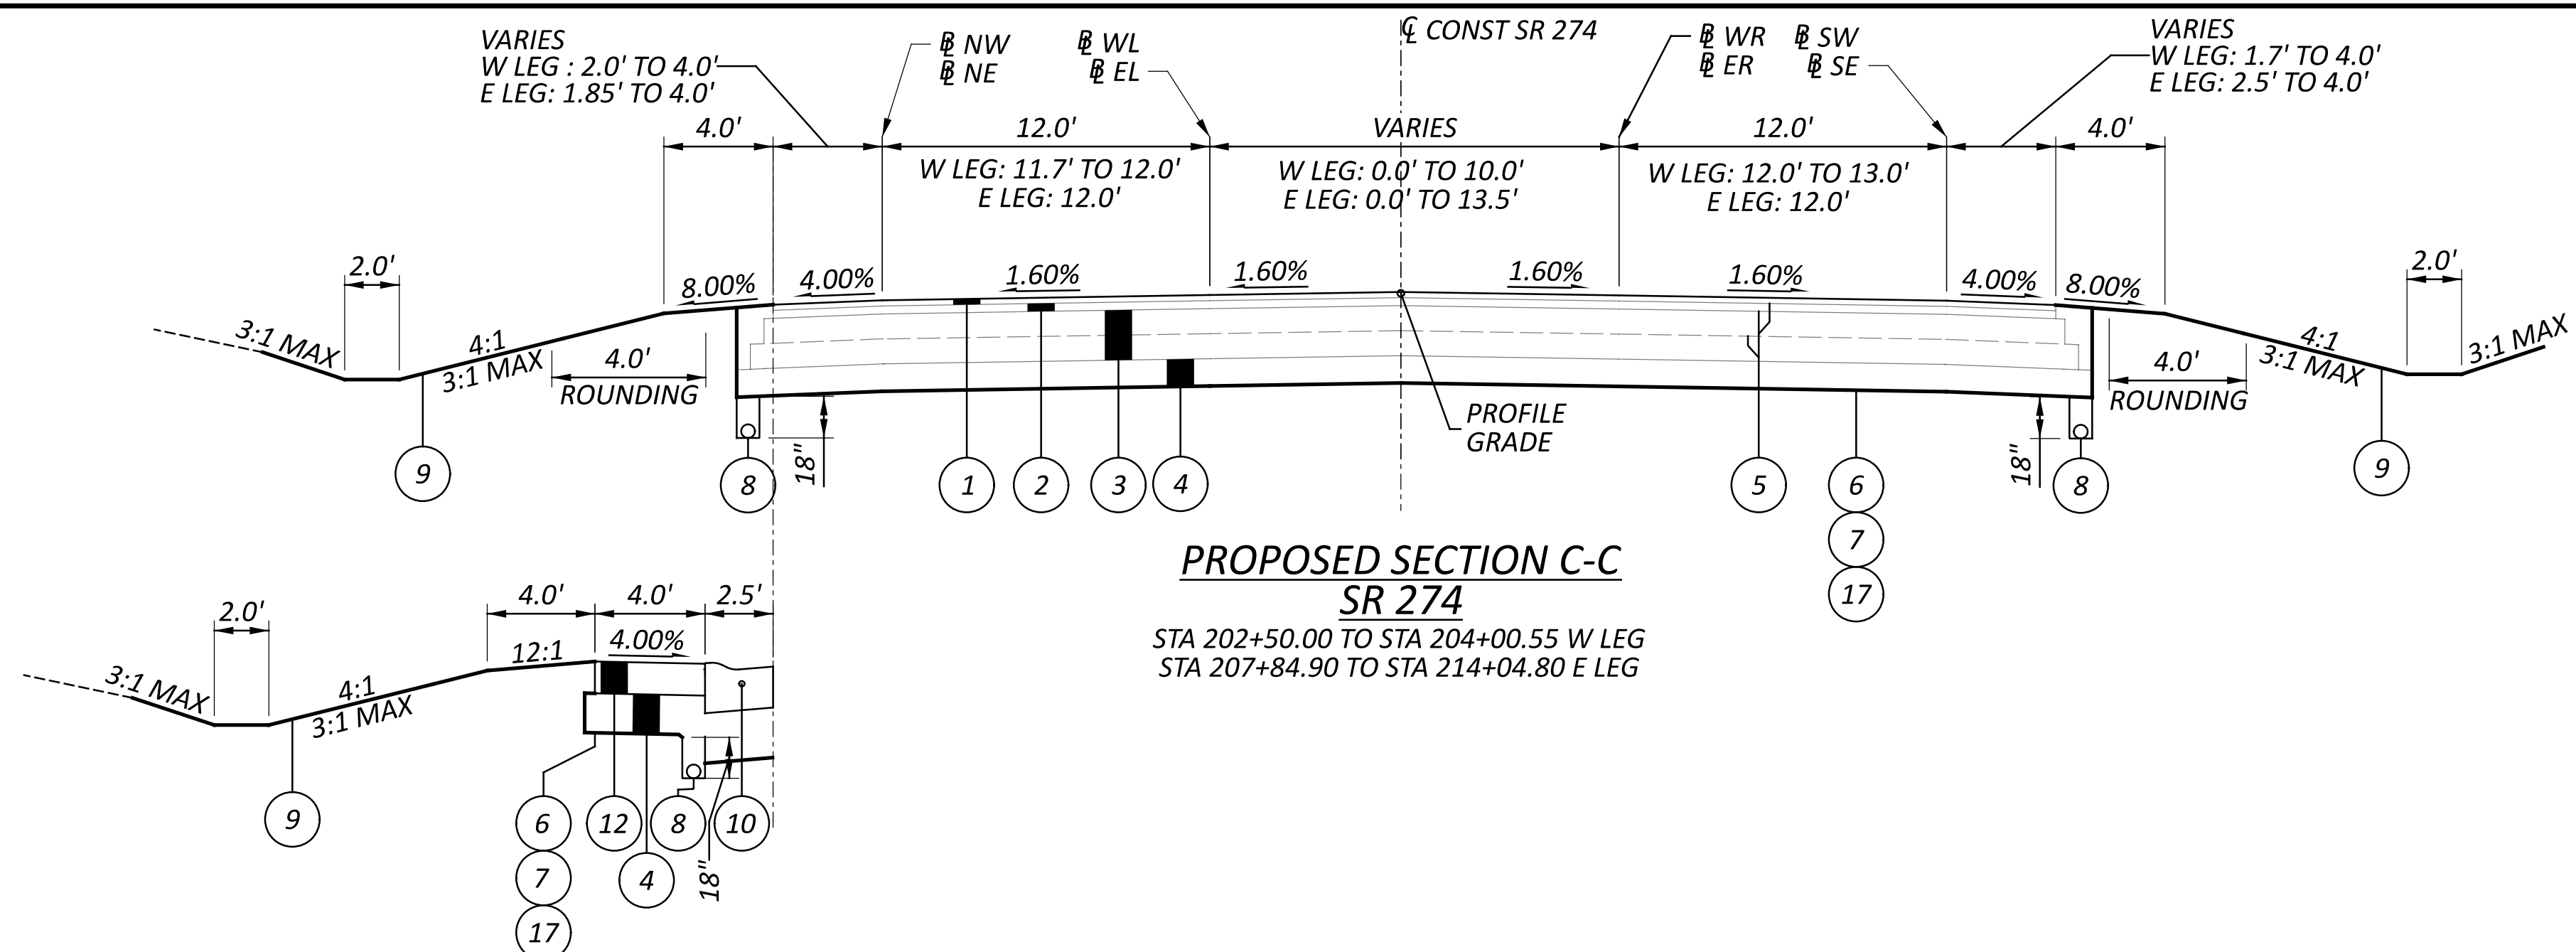 VARIES
W LEG : 2.0' TO 4.0'
E LEG: 1.85' TO 4.0'
BL NW
BL NE
BL WL
BL EL
CL CONST SR 274
BL WR
BL ER
BL SW
BL SE
VARIES
W LEG: 1.7' TO 4.0'
E LEG: 2.5' TO 4.0'
4.0'
12.0'
VARIES
12.0'
4.0'
W LEG: 11.7' TO 12.0'
E LEG: 12.0'
W LEG: 0.0' TO 10.0'
E LEG: 0.0' TO 13.5'
W LEG: 12.0' TO 13.0'
E LEG: 12.0'
2.0'
8.00%
4.00%
1.60%
1.60%
1.60%
1.60%
4.00%
8.00%
2.0'
3:1 MAX
4:1
3:1 MAX
4.0'
ROUNDING
4.0'
ROUNDING
4:1
3:1 MAX
3:1 MAX
PROFILE
GRADE
18"
18"
9
8
1
2
3
4
5
6
7
17
8
9
PROPOSED SECTION C-C
SR 274
STA 202+50.00 TO STA 204+00.55 W LEG
STA 207+84.90 TO STA 214+04.80 E LEG
2.0'
4.0'
4.0'
2.5'
12:1
4.00%
3:1 MAX
4:1
3:1 MAX
9
6
7
17
12
4
8
18"
10